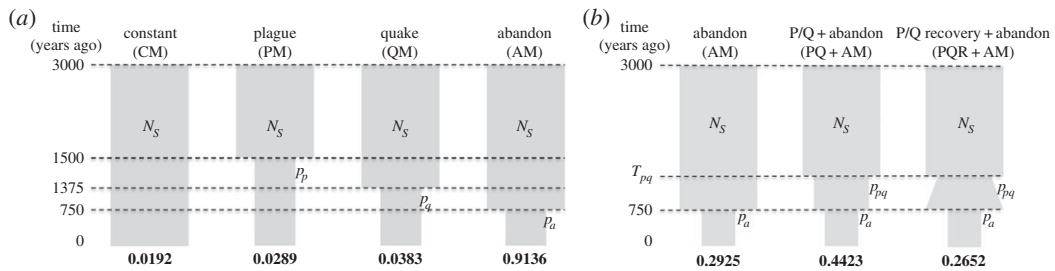 (a)
time
(years ago)
constant
(CM)
plague
(PM)
quake
(QM)
abandon
(AM)
3000
N_S N_S N_S N_S
1500
p_p
1375
p_q
750
p_a
0
0.0192 0.0289 0.0383 0.9136
(b)
time
(years ago)
abandon
(AM)
P/Q + abandon
(PQ + AM)
P/Q recovery + abandon
(PQR + AM)
3000
N_S N_S N_S
T_pq
p_pq p_pq
750
p_a p_a p_a
0
0.2925 0.4423 0.2652